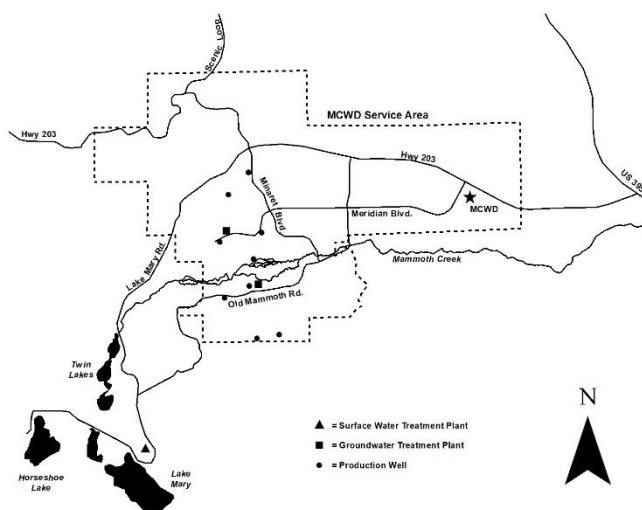 Scenic Loop
MCWD Service Area
Hwy 203
Hwy 203
US 395
Minaret Blvd
MCWD
Meridian Blvd.
Lake Mary Rd.
Mammoth Creek
Old Mammoth Rd.
Twin
Lakes
N
= Surface Water Treatment Plant
= Groundwater Treatment Plant
= Production Well
Horseshoe
Lake
Lake
Mary